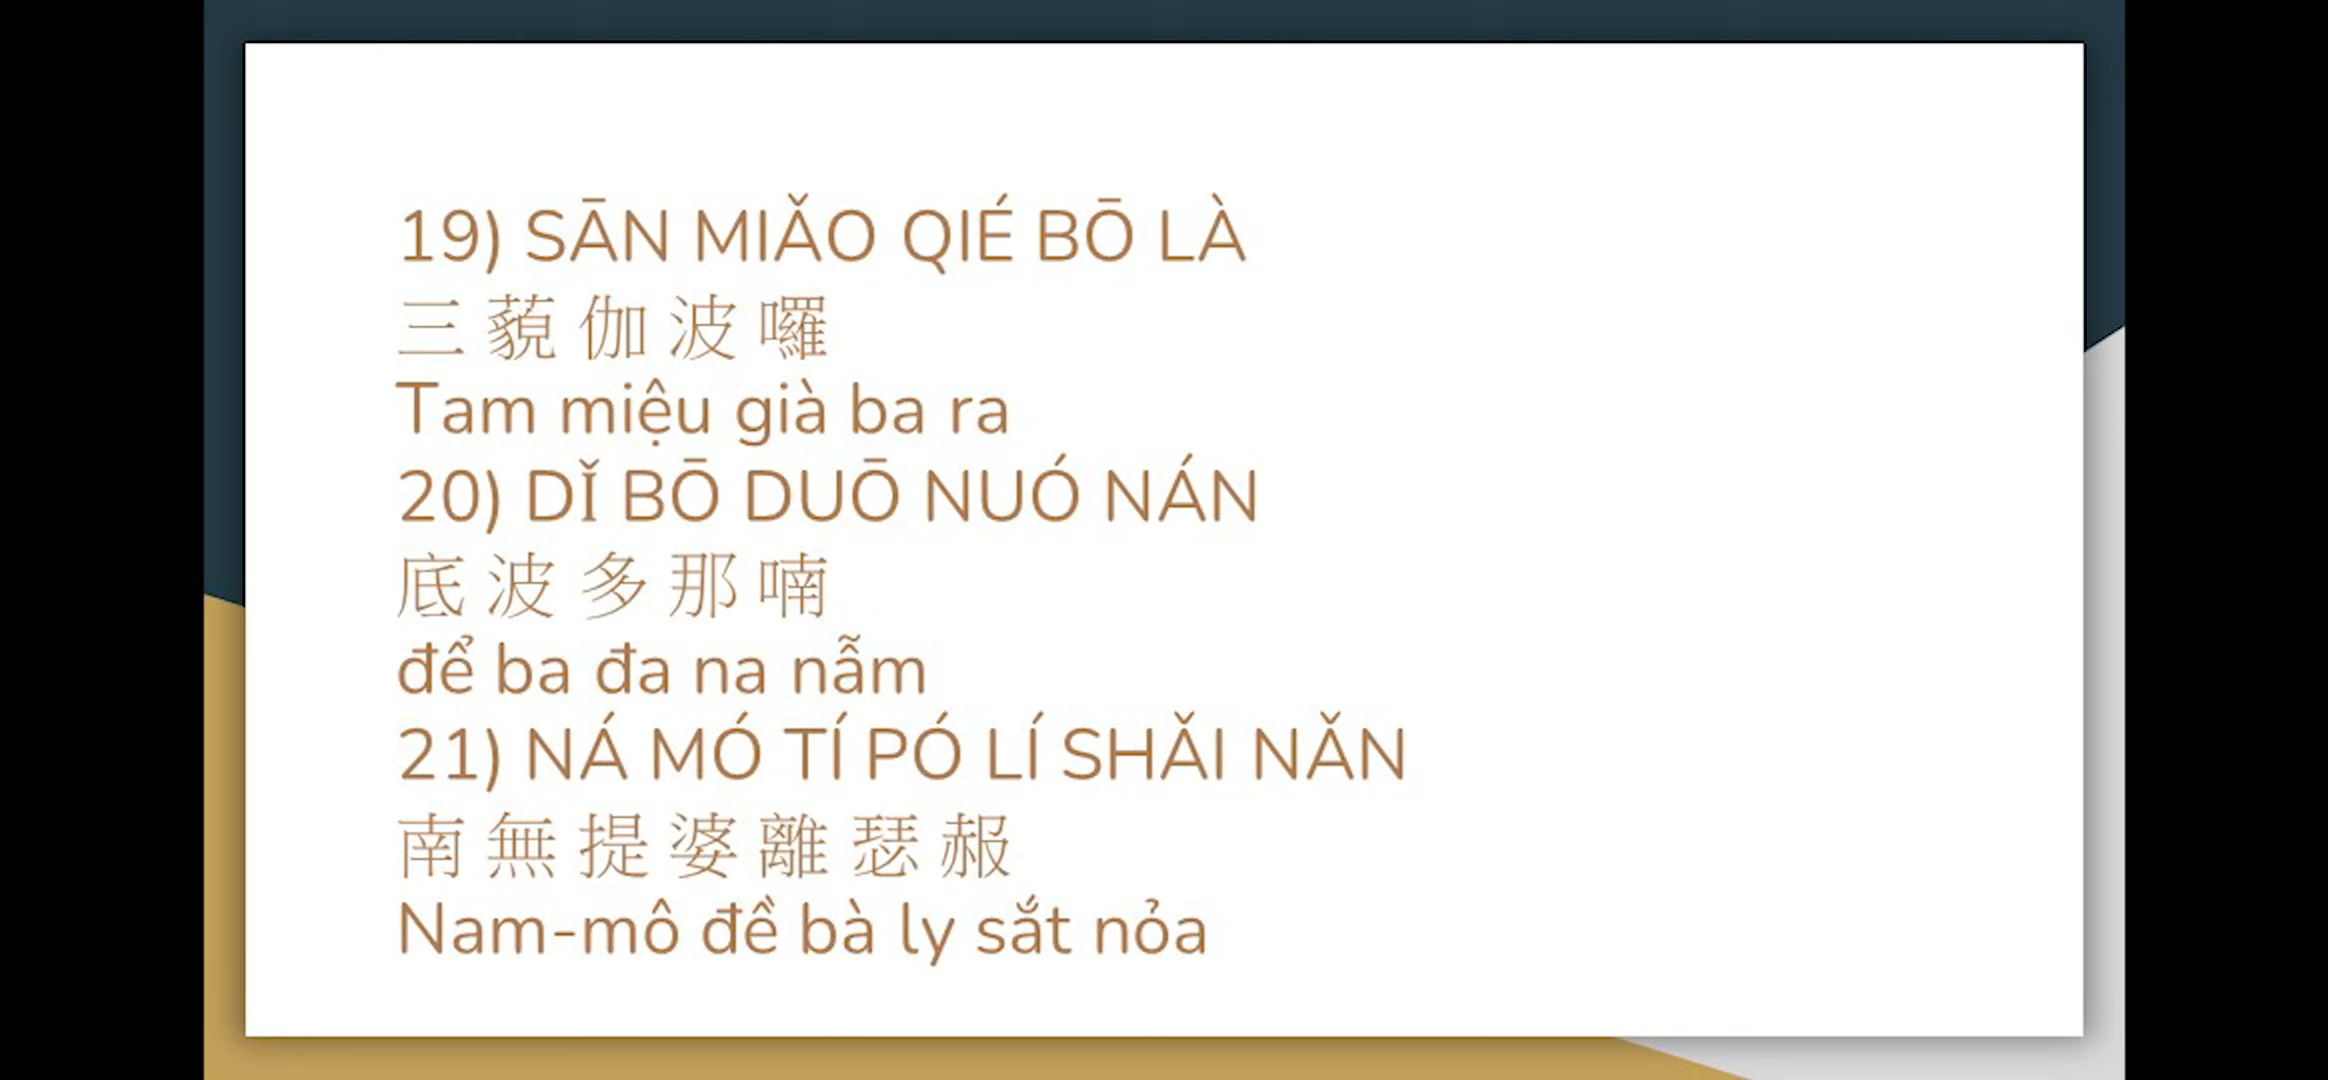 19) SĀN MIǍO QIÉ BŌ LÀ
三 藐 伽 波 囉
Tam miệu già ba ra
20) DǏ BŌ DUŌ NUÓ NÁN
底 波 多 那 喃
để ba đa na nẫm
21) NÁ MÓ TÍ PÓ LÍ SHǍI NǍN
南 無 提 婆 離 瑟 赧
Nam-mô đề bà ly sắt nỏa